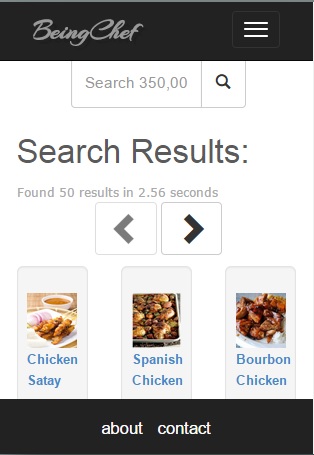 BeingChef
Search 350,00
Search Results:
Found 50 results in 2.56 seconds
Chicken
Satay
Spanish
Chicken
Bourbon
Chicken
about contact